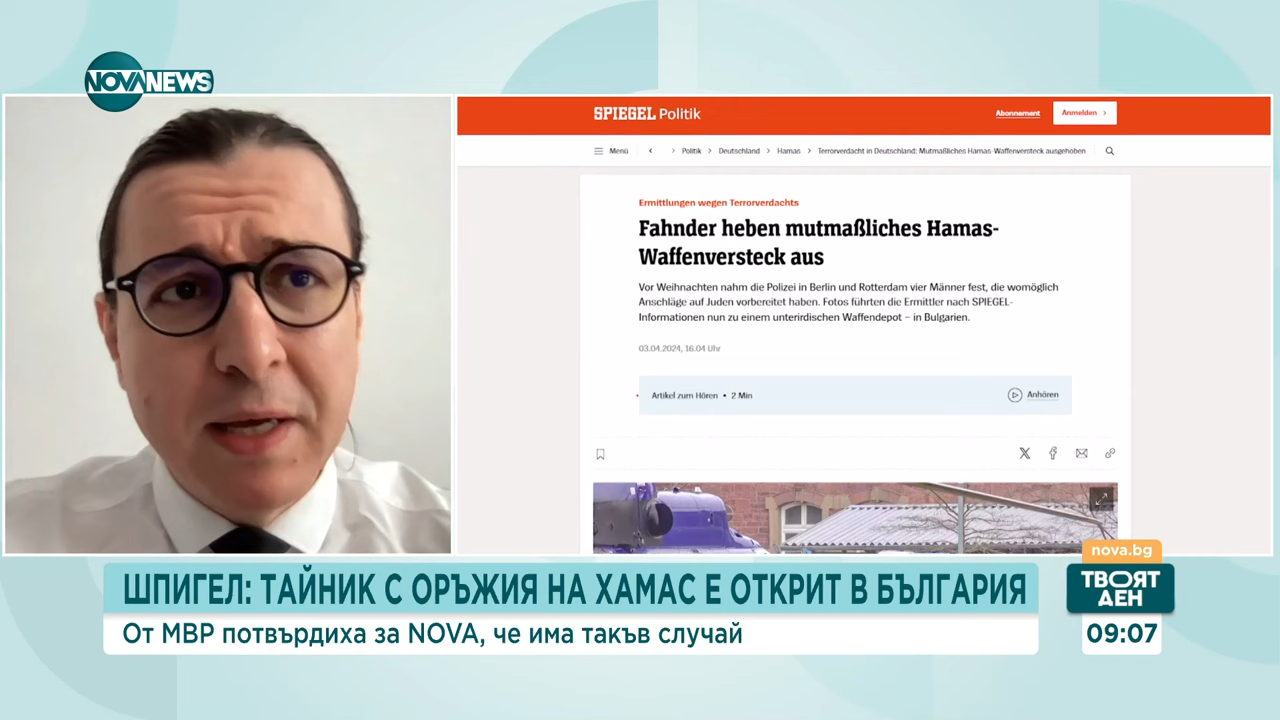 NOVANEWS
SPIEGEL Politik
Abonnement
Anmelden
Menü
Politik > Deutschland > Hamas > Terrorverdacht in Deutschland: Mutmaßliches Hamas-Waffenversteck ausgehoben
Ermittlungen wegen Terrorverdachts
Fahnder heben mutmaßliches Hamas-
Waffenversteck aus
Vor Weihnachten nahm die Polizei in Berlin und Rotterdam vier Männer fest, die womöglich
Anschläge auf Juden vorbereitet haben. Fotos führten die Ermittler nach SPIEGEL-
Informationen nun zu einem unterirdischen Waffendepot – in Bulgarien.
03.04.2024, 16.04 Uhr
Artikel zum Hören • 2 Min
Anhören
ШПИГЕЛ: ТАЙНИК С ОРЪЖИЯ НА ХАМАС Е ОТКРИТ В БЪЛГАРИЯ
От МВР потвърдиха за NOVA, че има такъв случай
nova.bg
ТВОЯТ
ДЕН
09:07